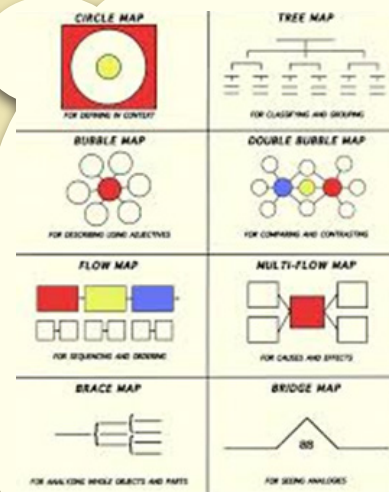 CIRCLE MAP
FOR DEFINING IN CONTEXT
TREE MAP
FOR CLASSIFYING AND GROUPING
BUBBLE MAP
FOR DESCRIBING USING ADJECTIVES
DOUBLE BUBBLE MAP
FOR COMPARING AND CONTRASTING
FLOW MAP
FOR SEQUENCING AND ORDERING
MULTI-FLOW MAP
FOR CAUSES AND EFFECTS
BRACE MAP
FOR ANALYZING WHOLE OBJECTS AND PARTS
BRIDGE MAP
FOR SEEING ANALOGIES